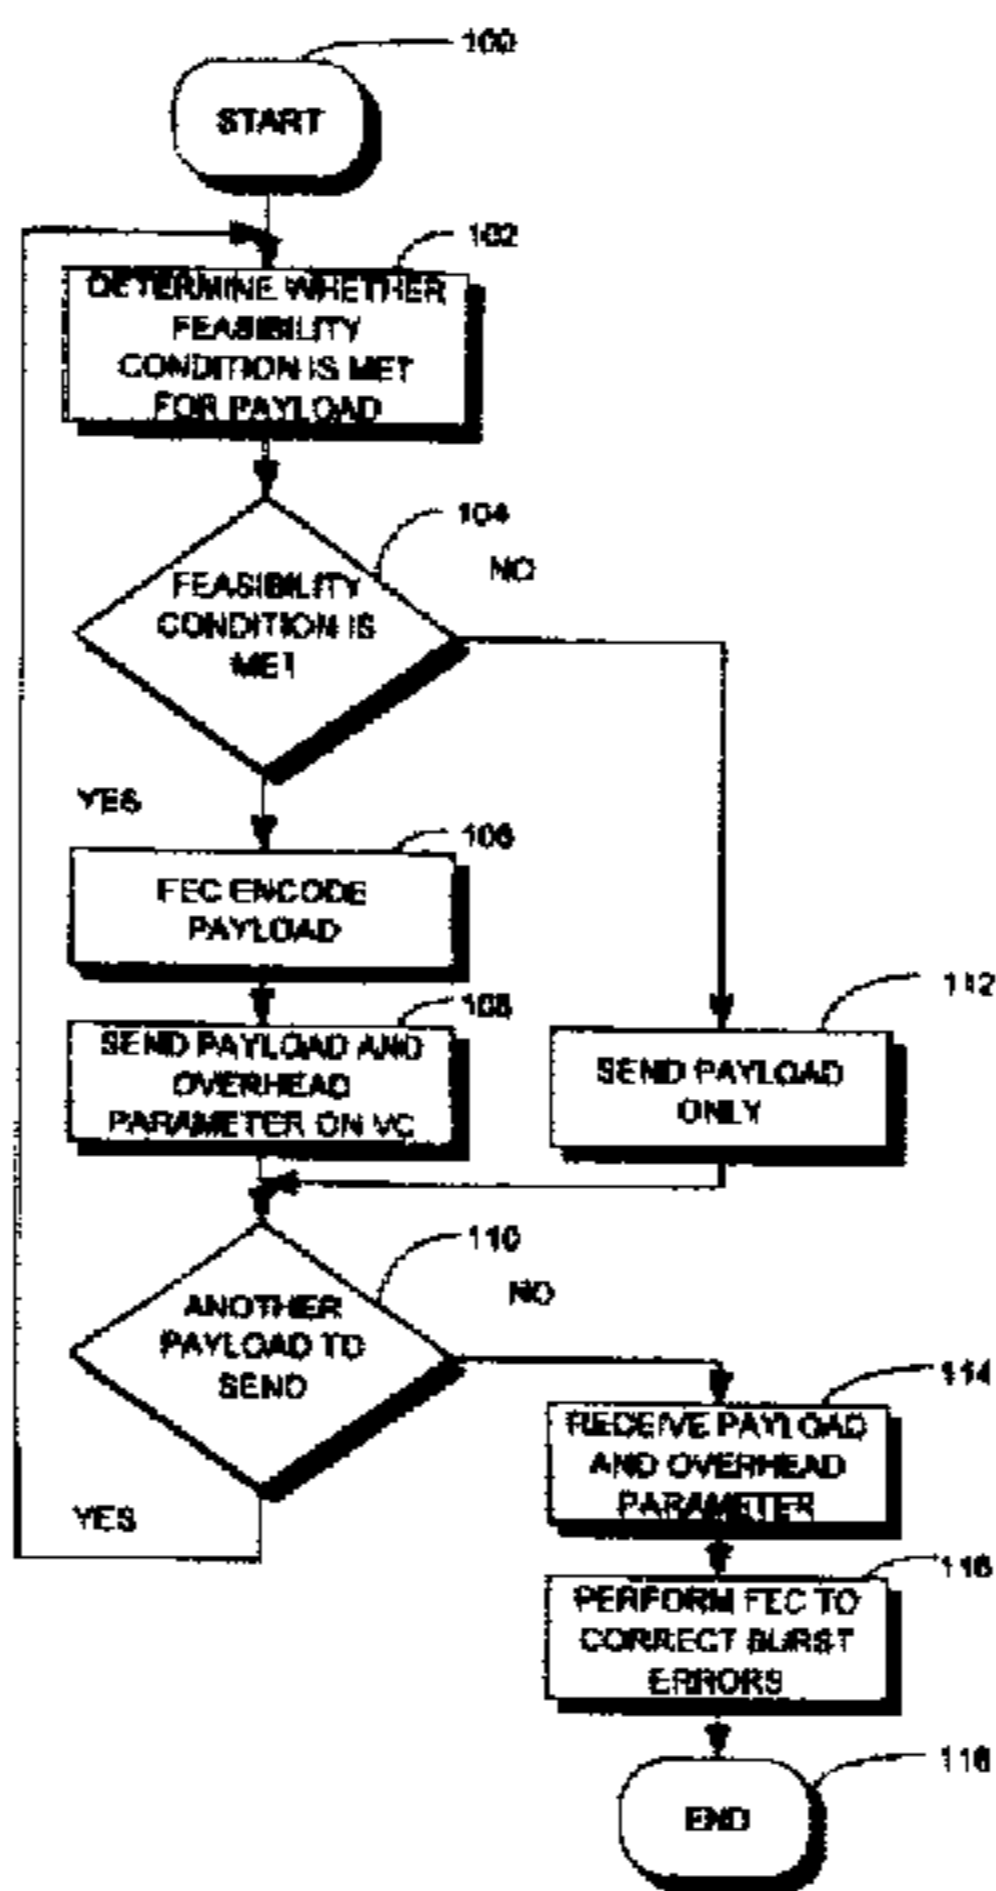 100
START
102
DETERMINE WHETHER
FEASIBILITY
CONDITION IS MET
FOR PAYLOAD
104
NO
FEASIBILITY
CONDITION IS
MET
YES
106
FEC ENCODE
PAYLOAD
108
SEND PAYLOAD AND
OVERHEAD
PARAMETER ON VC
112
SEND PAYLOAD
ONLY
110
NO
ANOTHER
PAYLOAD TO
SEND
YES
114
RECEIVE PAYLOAD
AND OVERHEAD
PARAMETER
116
PERFORM FEC TO
CORRECT BURST
ERRORS
118
END